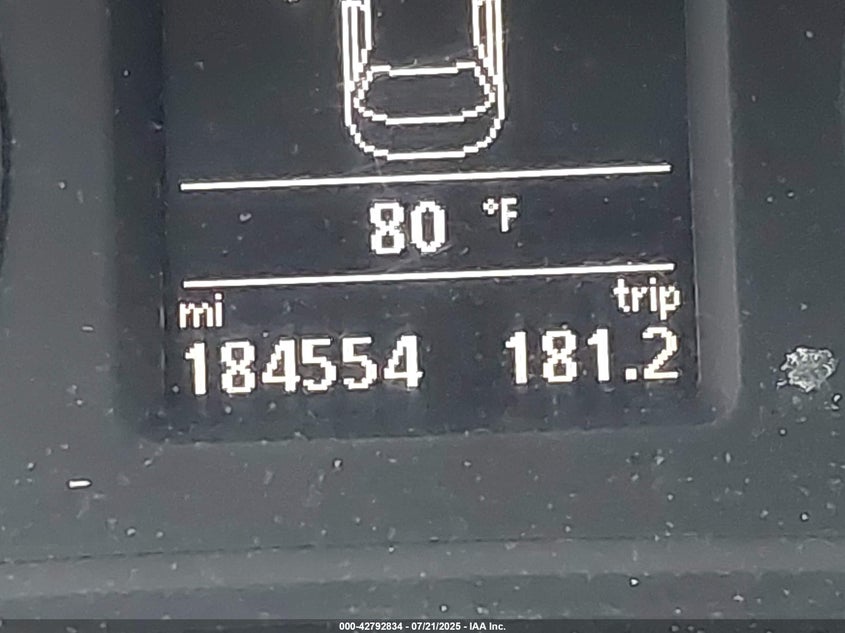 80 °F
mi trip
184554 181.2
000-42792834 - 07/21/2025 - IAA Inc.